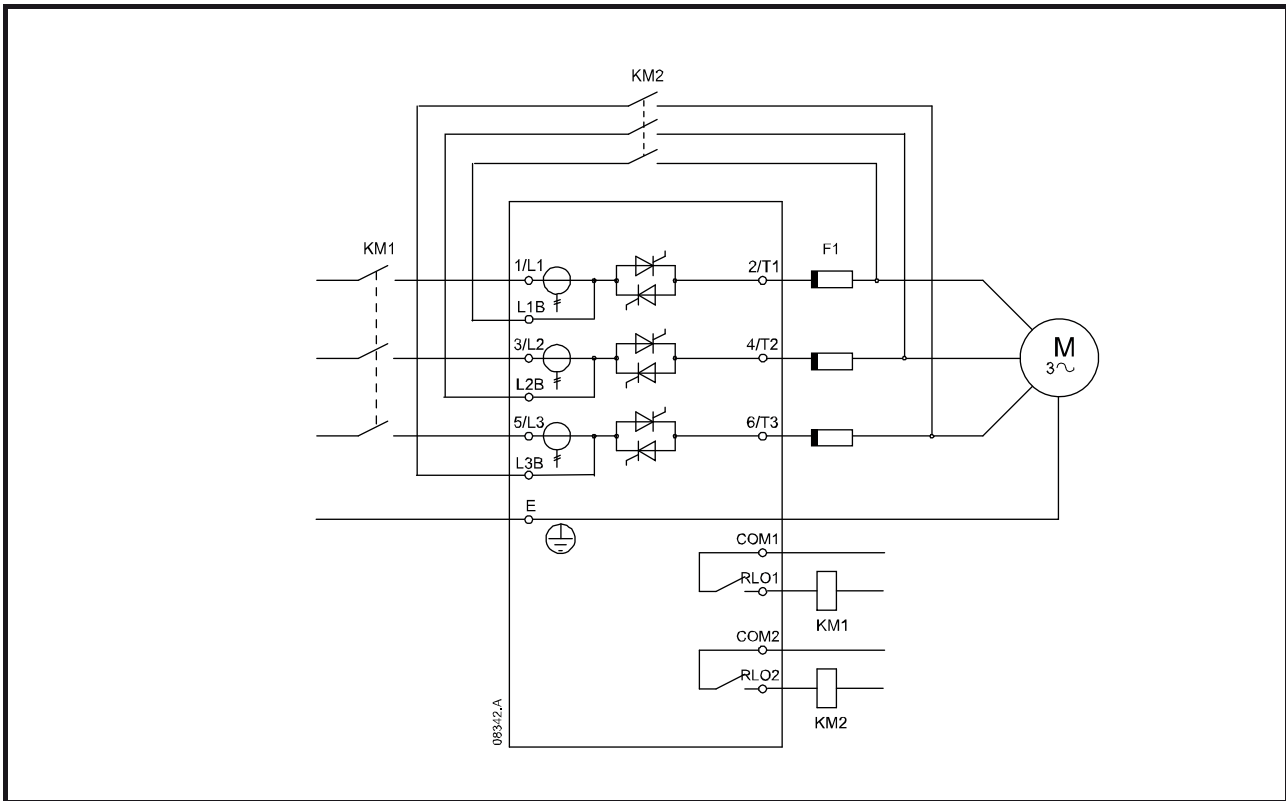 KM2
KM1
F1
1/L1
2/T1
L1B
3/L2
4/T2
M
3∿
L2B
5/L3
6/T3
L3B
E
COM1
RLO1
KM1
COM2
RLO2
KM2
08342.A